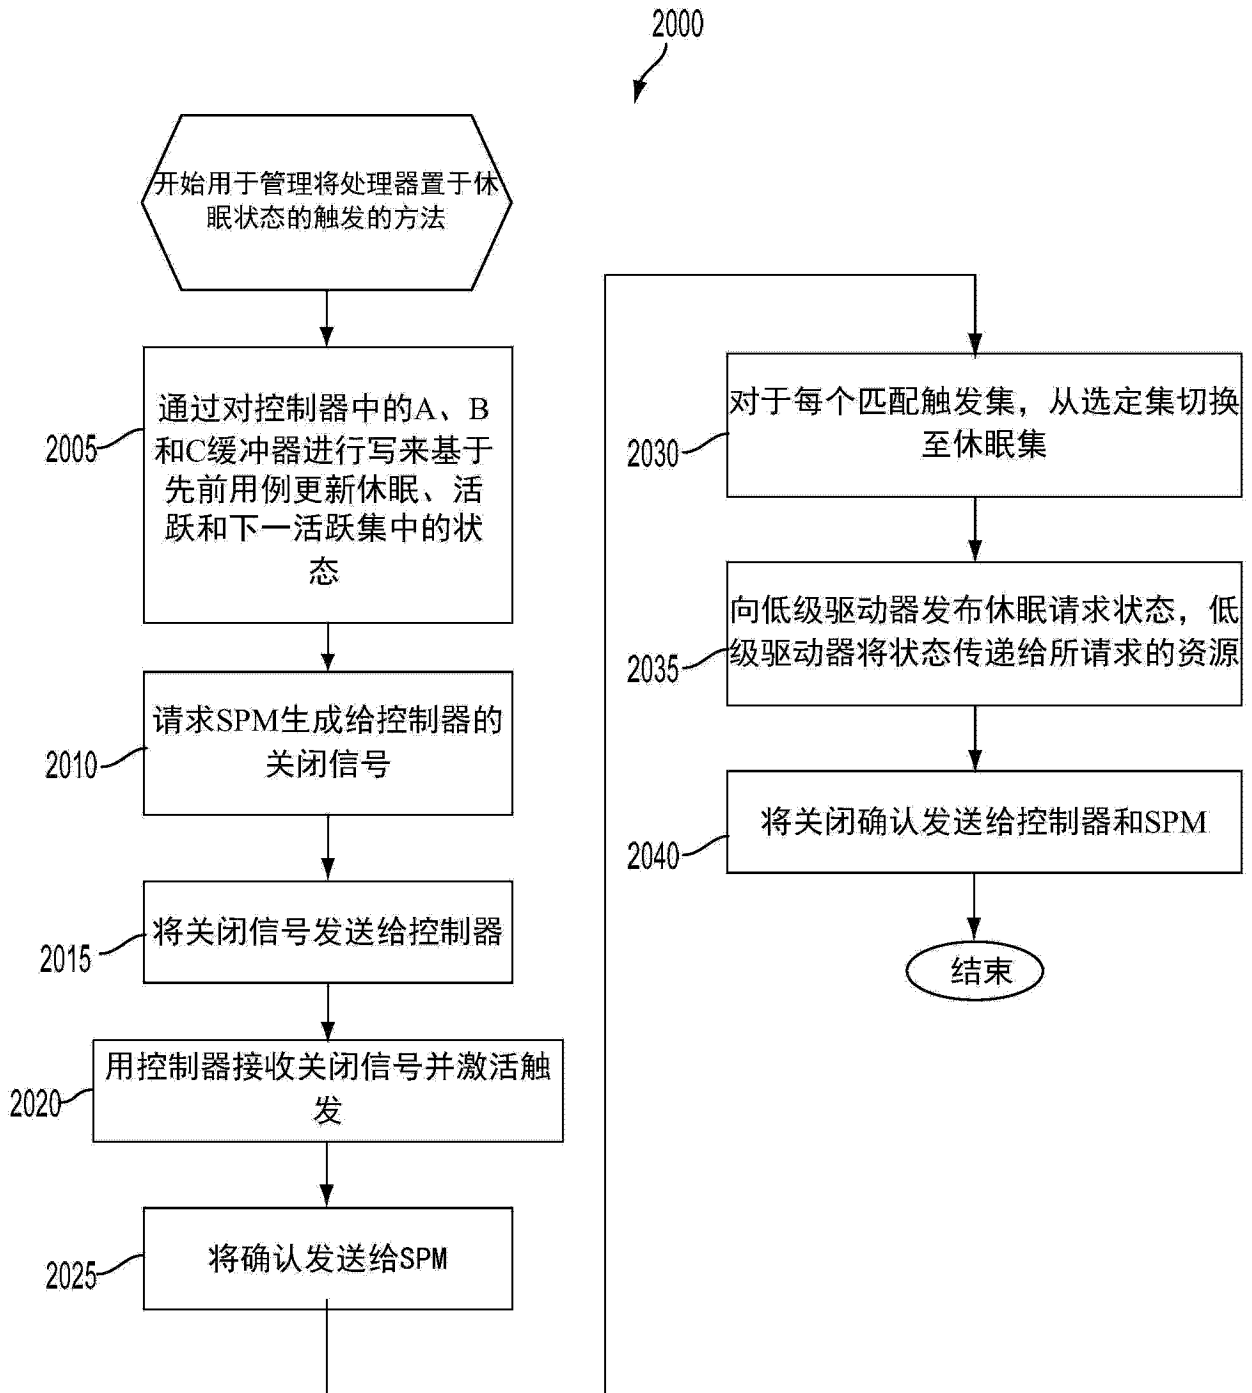 2000
开始用于管理将处理器置于休
眠状态的触发的方法
2005
通过对控制器中的A、B
和C缓冲器进行写来基于
先前用例更新休眠、活
跃和下一活跃集中的状
态
2010
请求SPM生成给控制器的
关闭信号
2015
将关闭信号发送给控制器
2020
用控制器接收关闭信号并激活触
发
2025
将确认发送给SPM
2030
对于每个匹配触发集，从选定集切换
至休眠集
2035
向低级驱动器发布休眠请求状态，低
级驱动器将状态传递给所请求的资源
2040
将关闭确认发送给控制器和SPM
结束